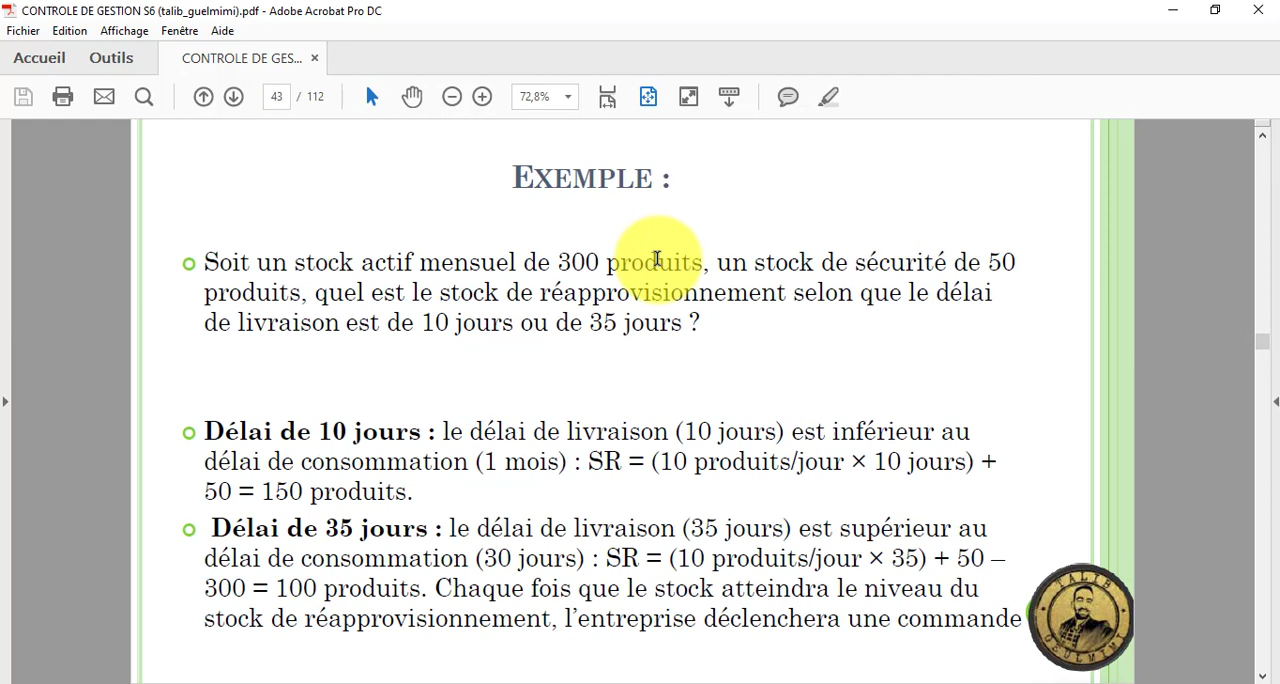 CONTROLE DE GESTION S6 (talib_guelmimi).pdf - Adobe Acrobat Pro DC
Fichier Edition Affichage Fenêtre Aide
Accueil Outils CONTROLE DE GES... ×
43 / 112 72,8%
EXEMPLE :
Soit un stock actif mensuel de 300 produits, un stock de sécurité de 50
produits, quel est le stock de réapprovisionnement selon que le délai
de livraison est de 10 jours ou de 35 jours ?
Délai de 10 jours : le délai de livraison (10 jours) est inférieur au
délai de consommation (1 mois) : SR = (10 produits/jour × 10 jours) +
50 = 150 produits.
Délai de 35 jours : le délai de livraison (35 jours) est supérieur au
délai de consommation (30 jours) : SR = (10 produits/jour × 35) + 50 –
300 = 100 produits. Chaque fois que le stock atteindra le niveau du
stock de réapprovisionnement, l’entreprise déclenchera une commande
TALIB
GUELMIMI